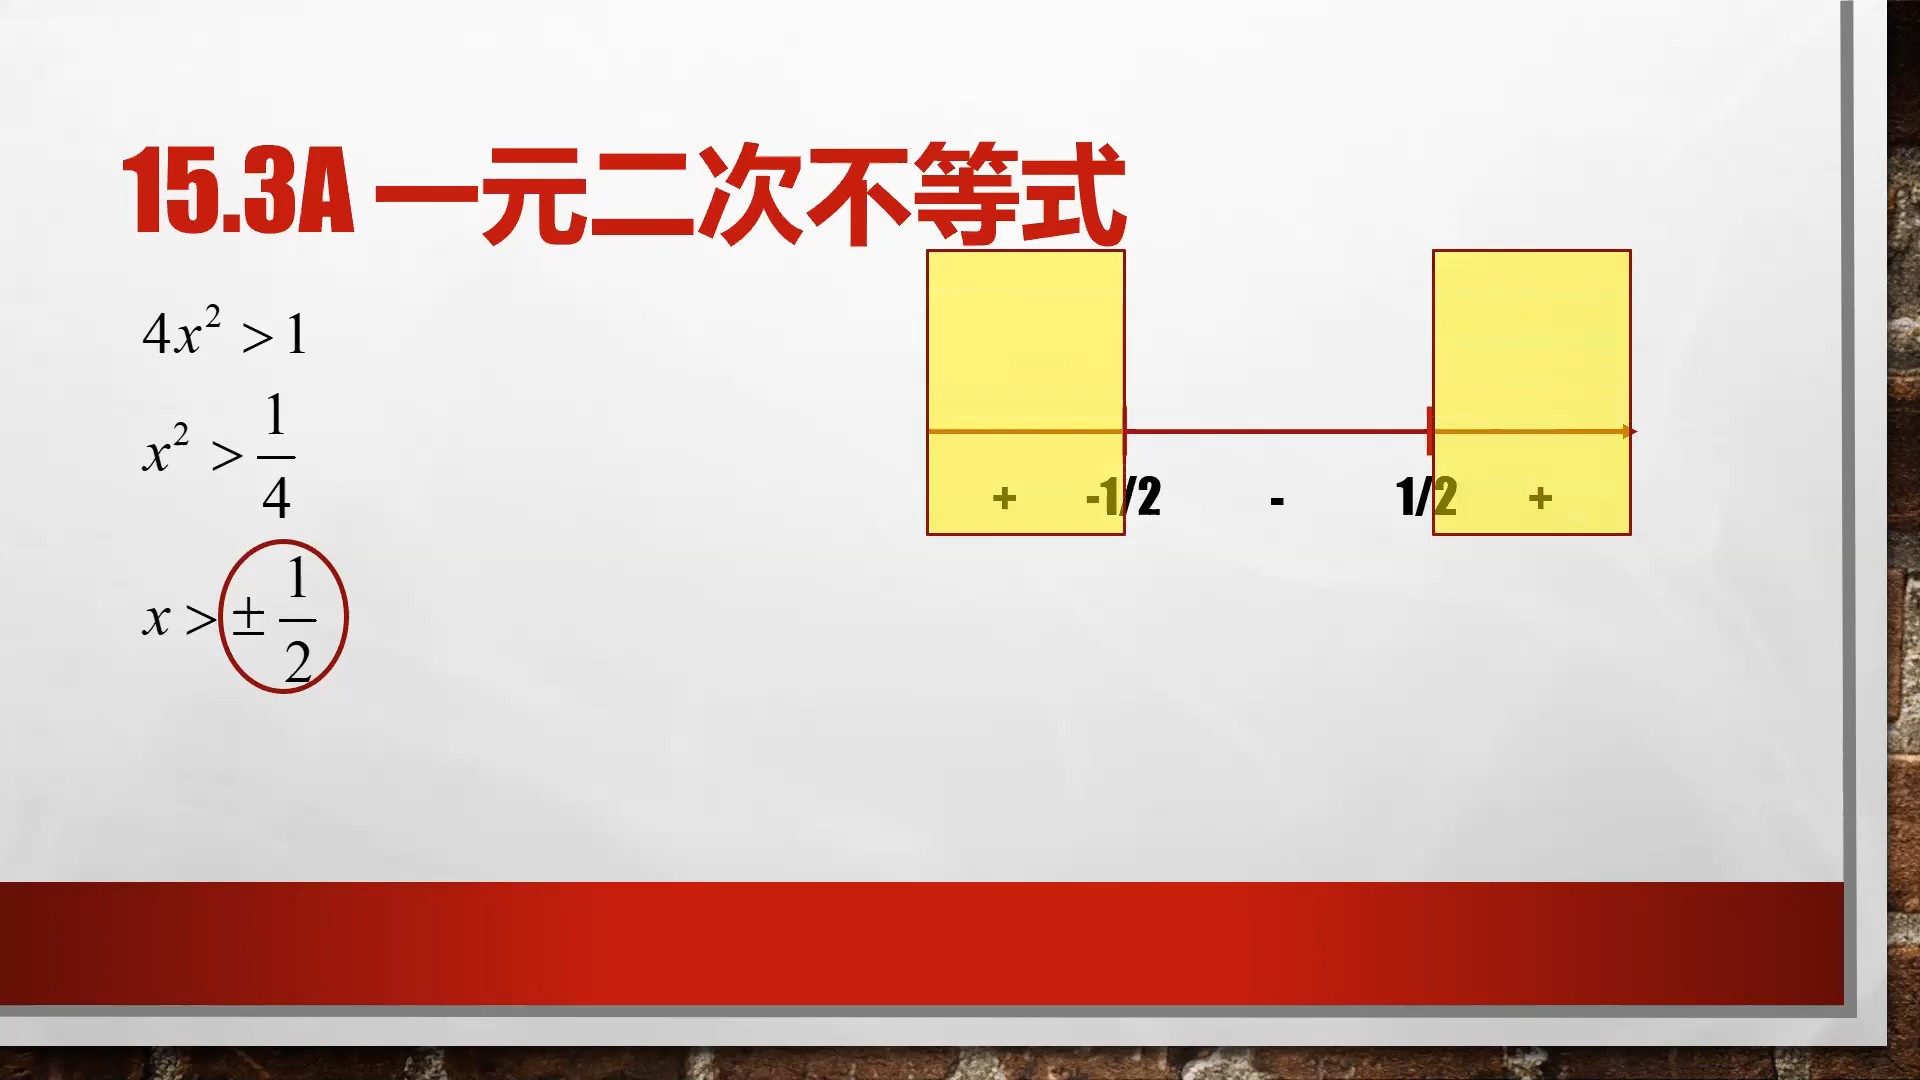 15.3A 一元二次不等式
4x² > 1
x² > 1/4
x > ± 1/2
+ -1/2 - 1/2 +